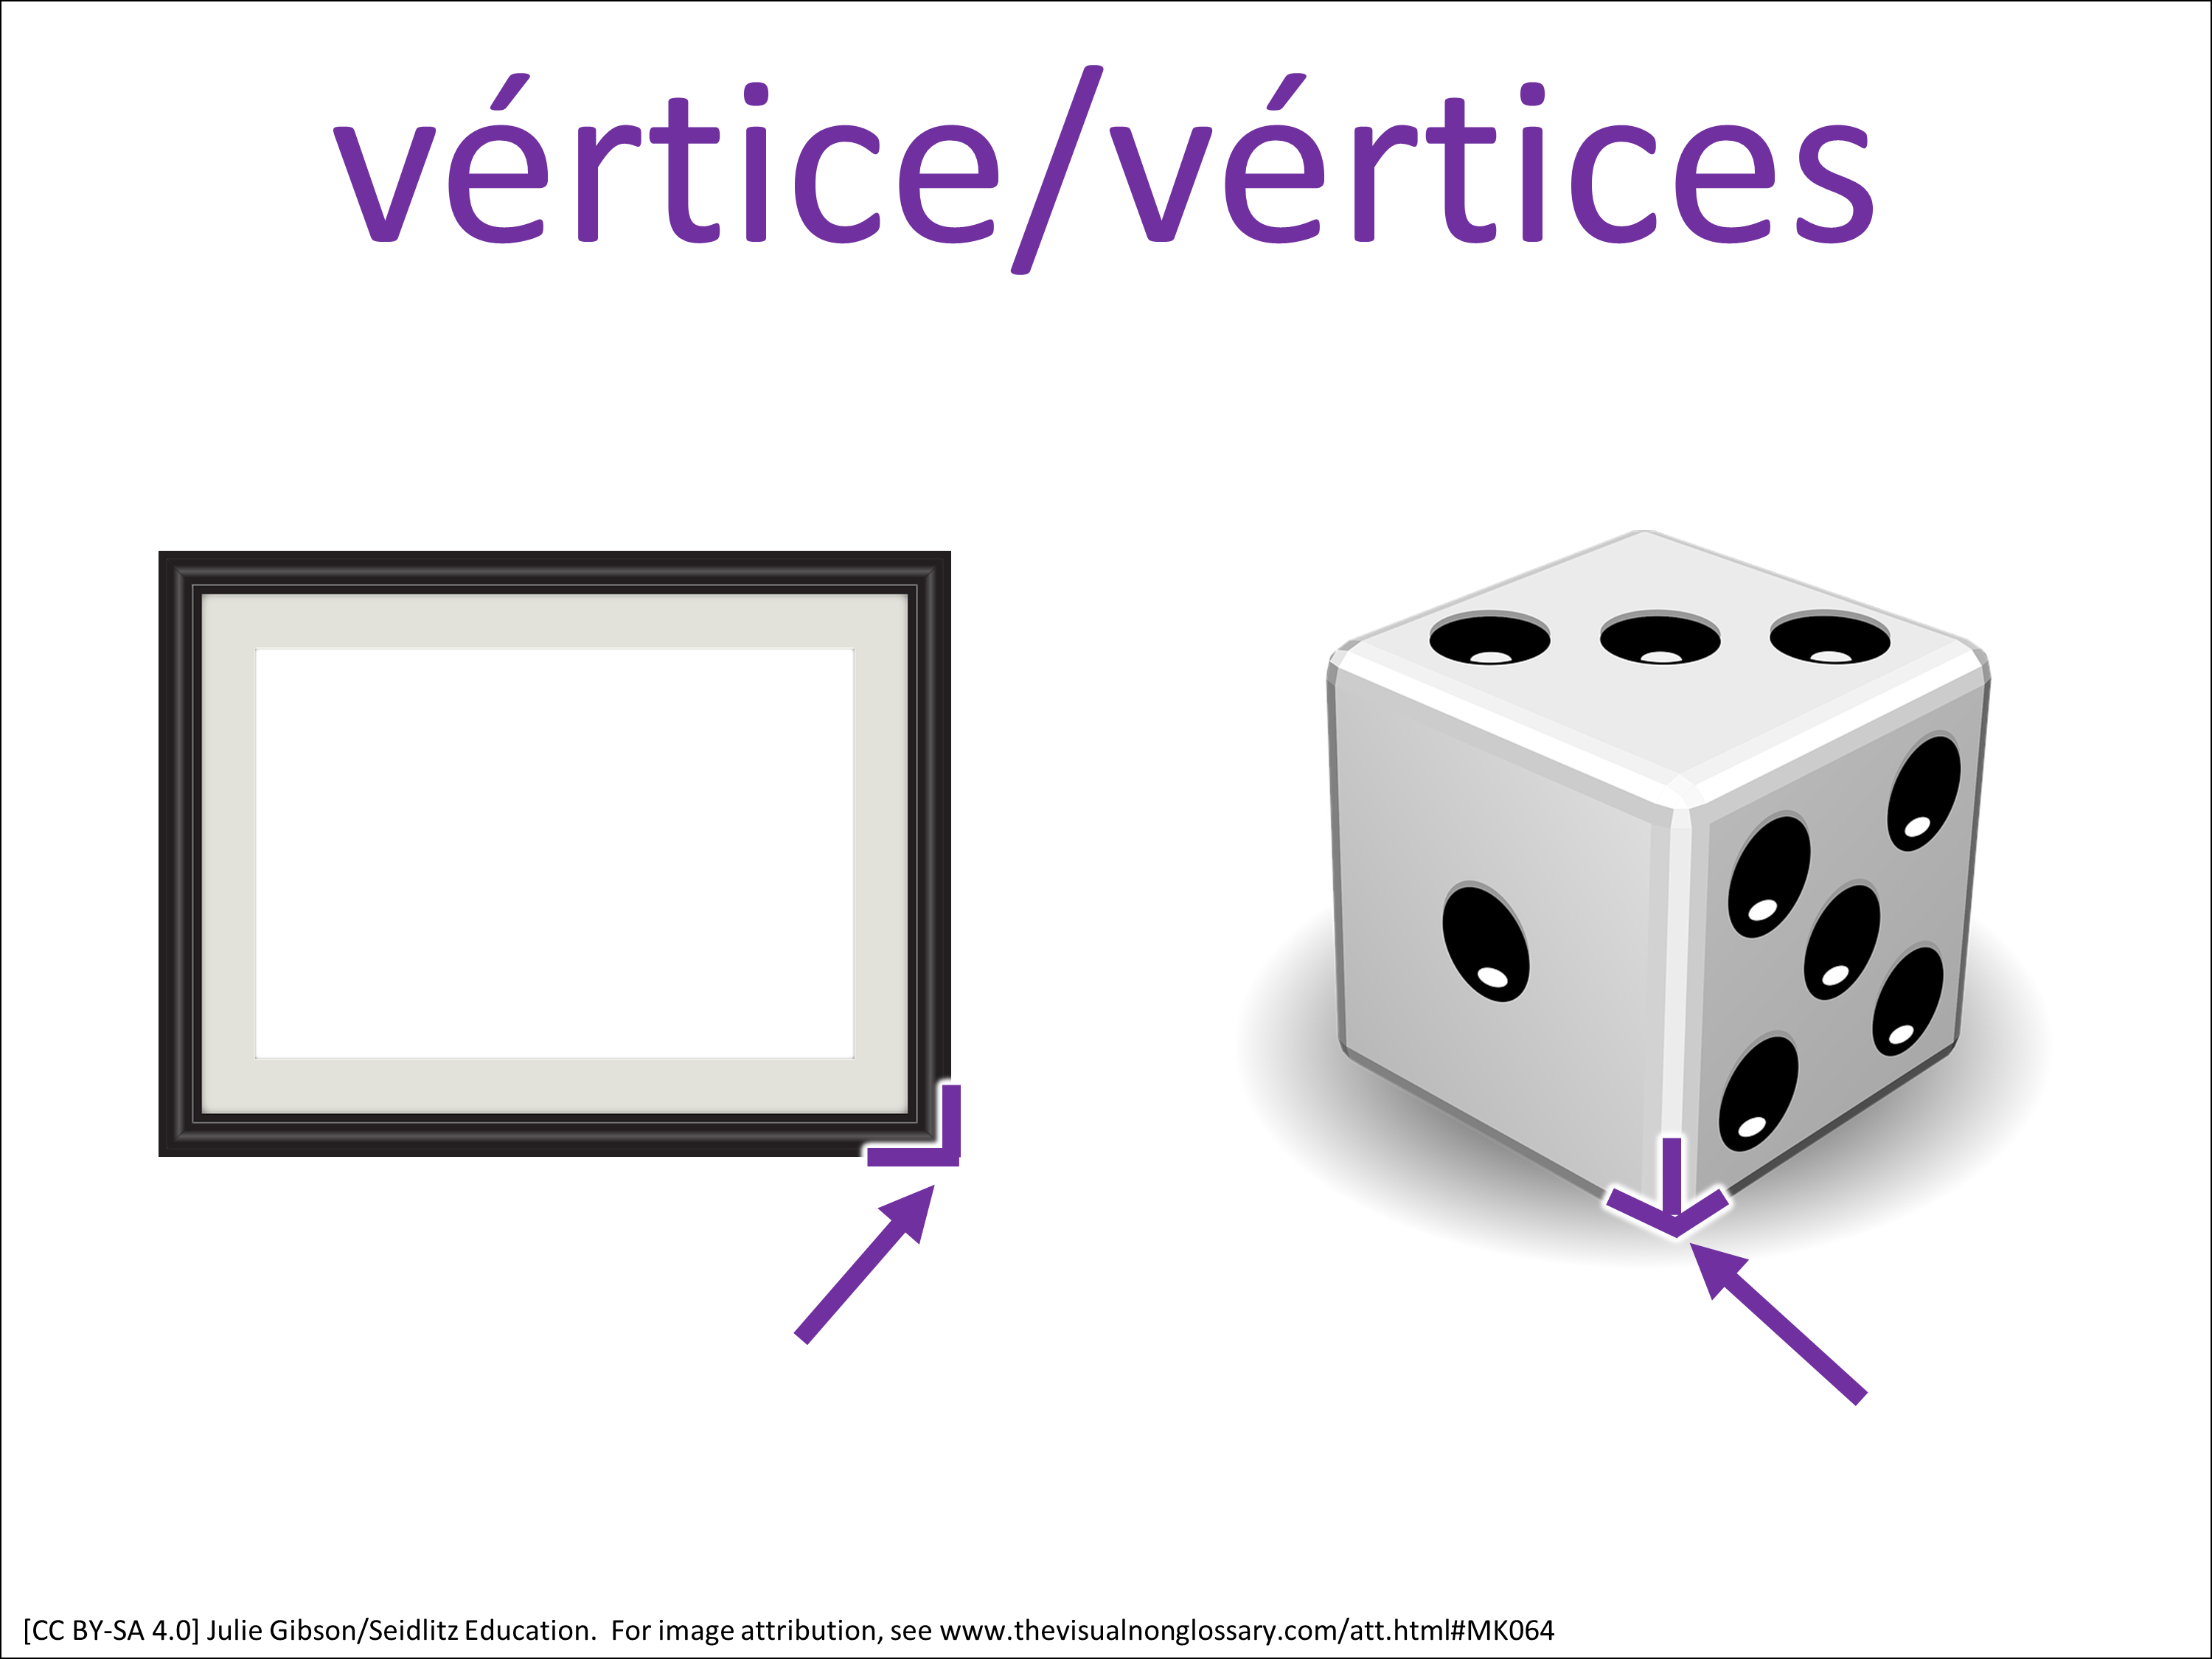 vértice/vértices
[CC BY-SA 4.0] Julie Gibson/Seidlitz Education.  For image attribution, see www.thevisualnonglossary.com/att.html#MK064